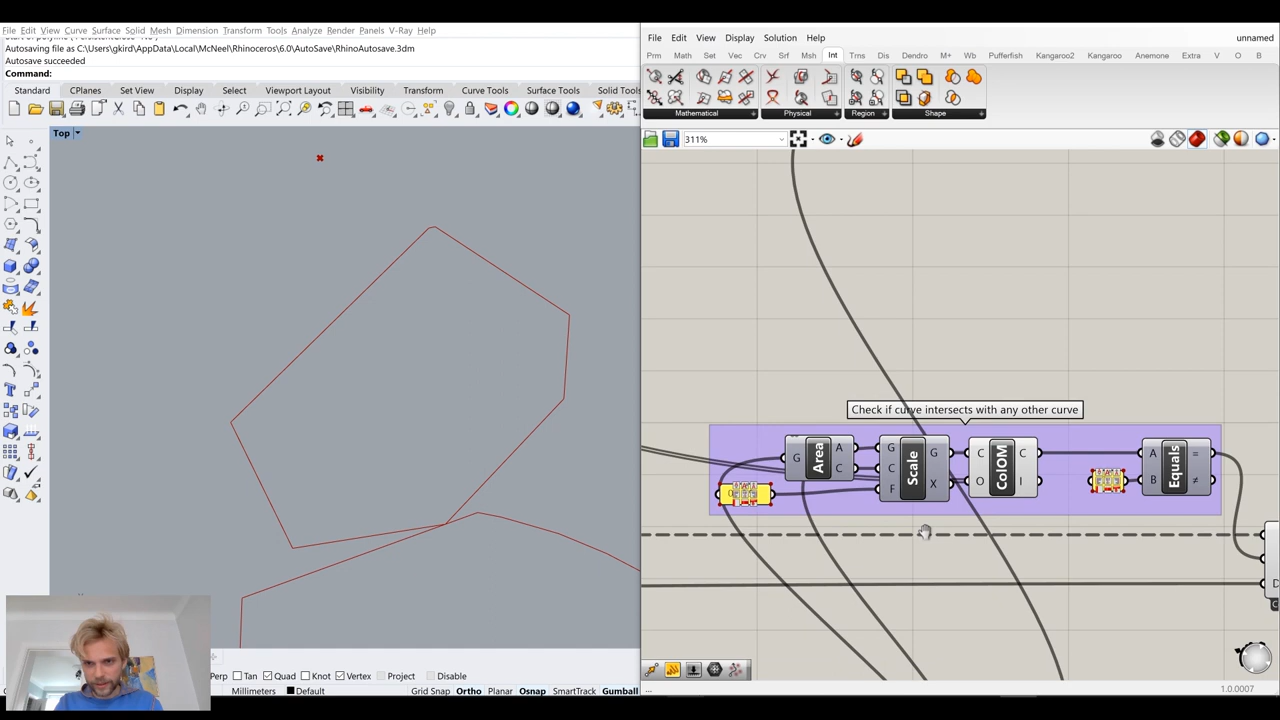 File Edit View Curve Surface Solid Mesh Dimension Transform Tools Analyze Render Panels V-Ray Help
Autosaving file as C:\Users\gkird\AppData\Local\McNeel\Rhinoceros\6.0\AutoSave\RhinoAutosave.3dm
Autosave succeeded
Command:
Standard CPlanes Set View Display Select Viewport Layout Visibility Transform Curve Tools Surface Tools Solid Tools
Top
Perp Tan Quad Knot Vertex Project Disable
Millimeters Default Grid Snap Ortho Planar Osnap SmartTrack Gumball
File Edit View Display Solution Help unnamed
Prm Math Set Vec Crv Srf Msh Int Trns Dis Dendro M+ Wb Pufferfish Kangaroo2 Kangaroo Anemone Extra V O B
Mathematical Physical Region Shape
311%
Check if curve intersects with any other curve
G Area A C
G C F Scale G X
C O ColOM C I
A B Equals = ≠
D
...
1.0.0007